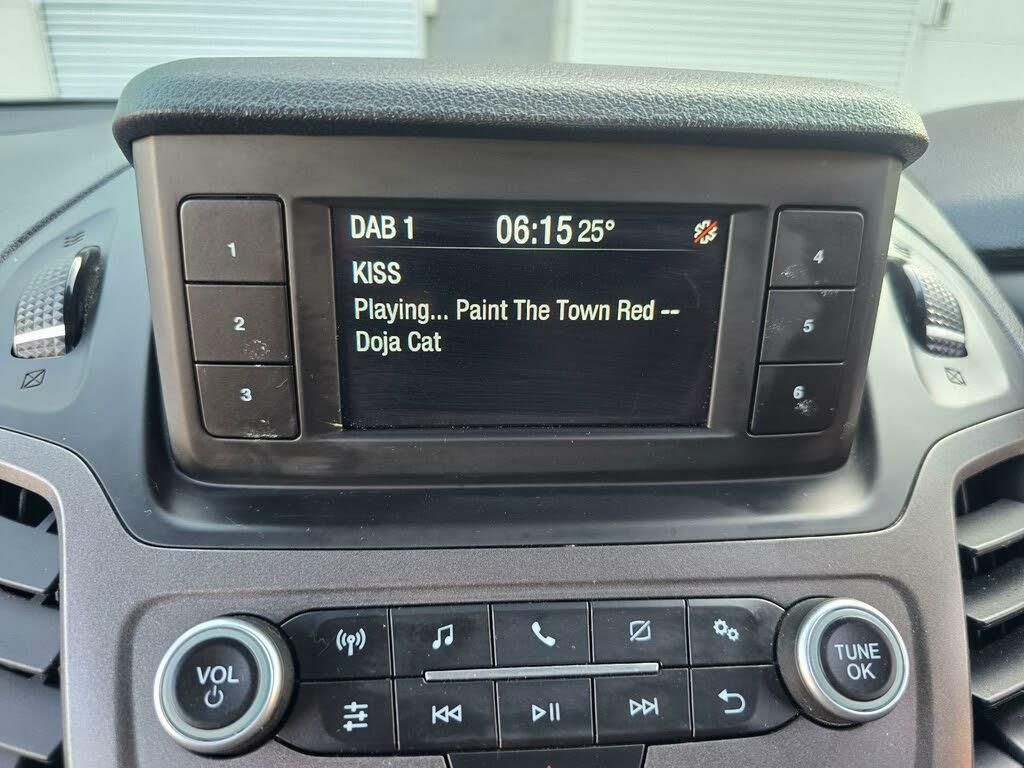 DAB 1 06:15 25°
KISS
Playing... Paint The Town Red --
Doja Cat
1
2
3
4
5
6
VOL
TUNE
OK